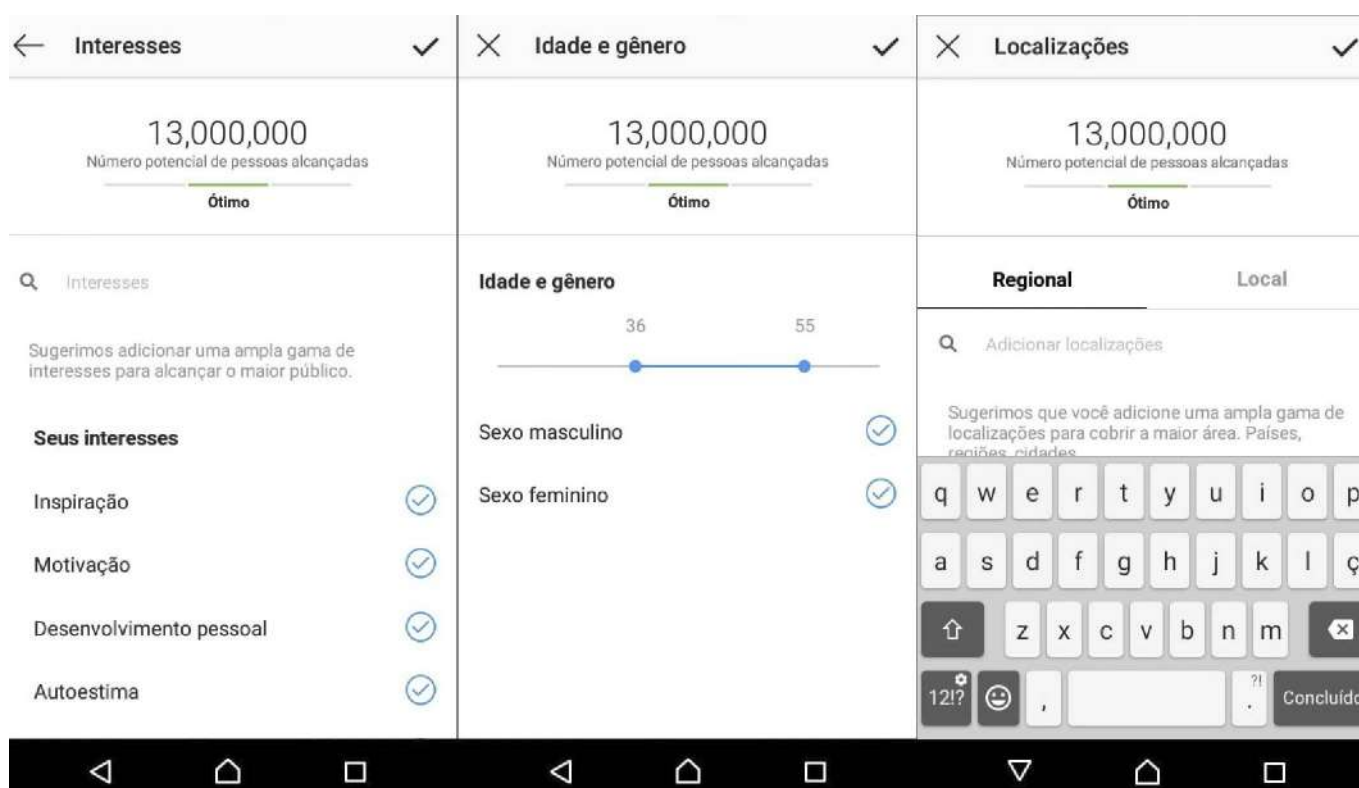 Interesses
13,000,000
Número potencial de pessoas alcançadas
Ótimo
Interesses
Sugerimos adicionar uma ampla gama de
interesses para alcançar o maior público.
Seus interesses
Inspiração
Motivação
Desenvolvimento pessoal
Autoestima
Idade e gênero
13,000,000
Número potencial de pessoas alcançadas
Ótimo
Idade e gênero
36 55
Sexo masculino
Sexo feminino
Localizações
13,000,000
Número potencial de pessoas alcançadas
Ótimo
Regional Local
Adicionar localizações
Sugerimos que você adicione uma ampla gama de
localizações para cobrir a maior área. Países,
regiões, cidades
q w e r t y u i o p
a s d f g h j k l ç
z x c v b n m
12!? , ?! . Concluído